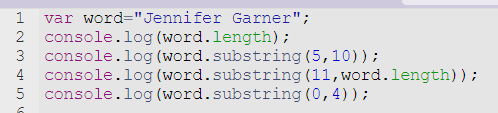 1 var word="Jennifer Garner";
2 console.log(word.length);
3 console.log(word.substring(5,10));
4 console.log(word.substring(11,word.length));
5 console.log(word.substring(0,4));